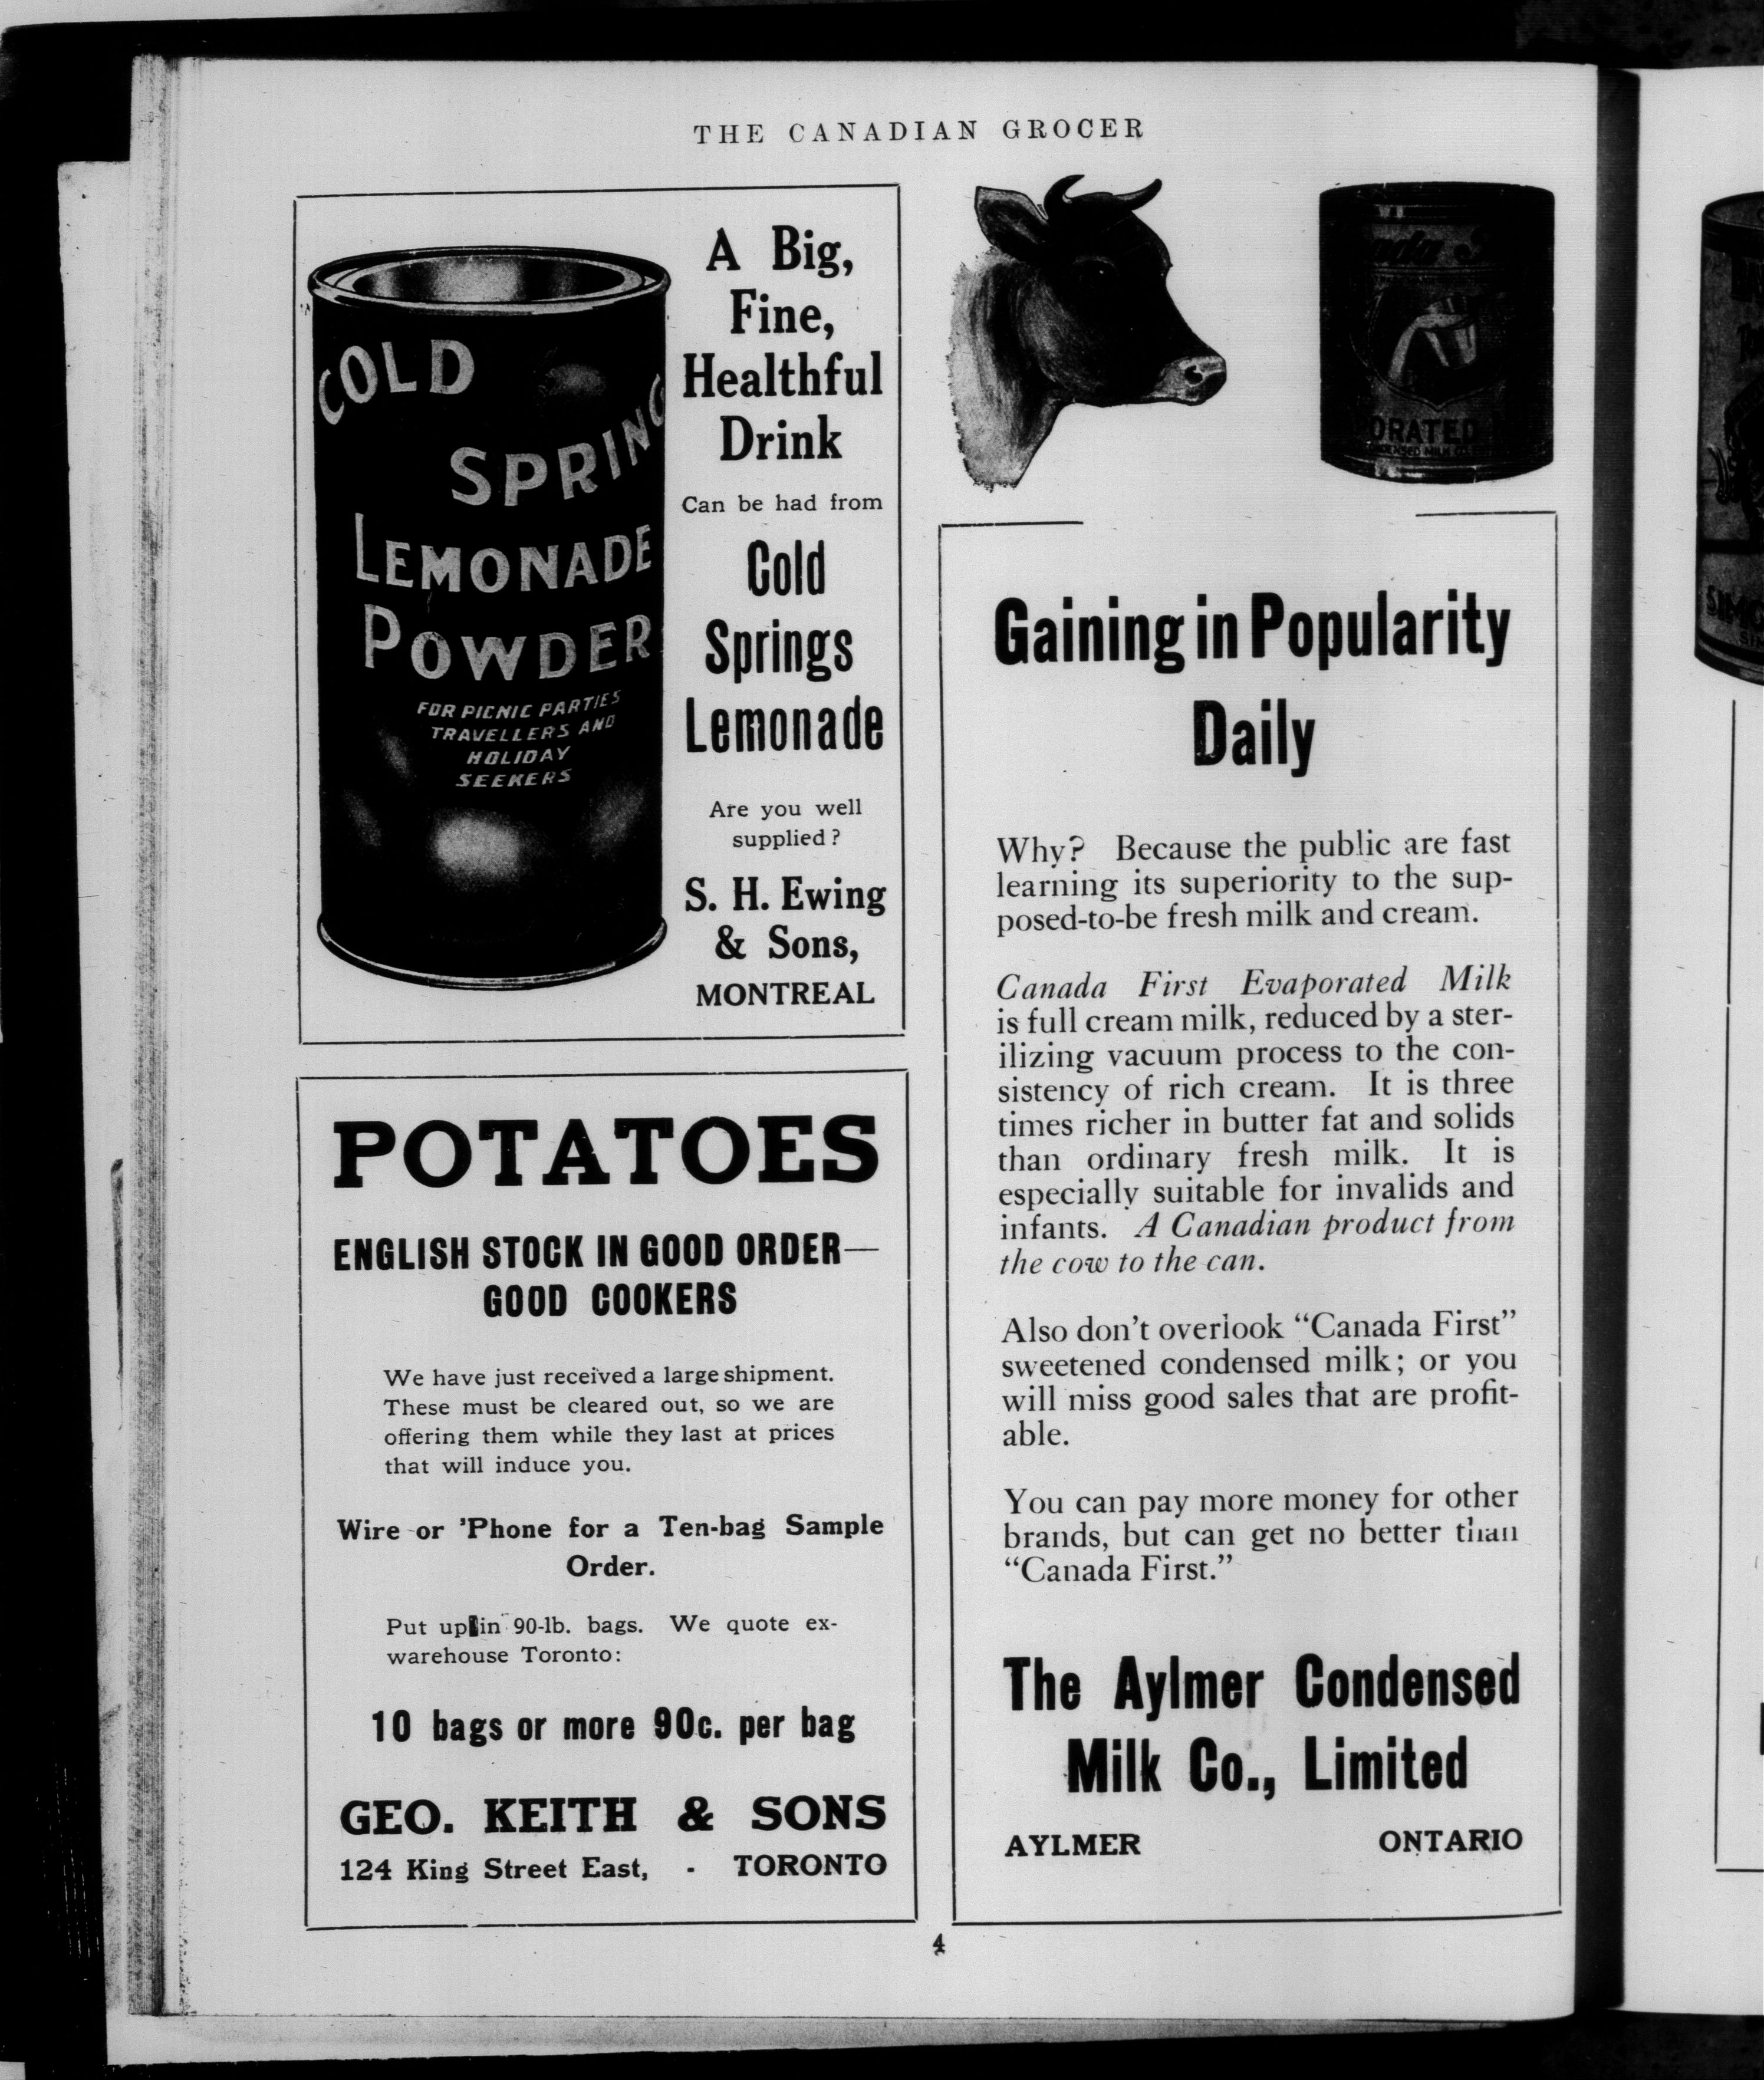 THE CANADIAN GROCER
COLD
SPRING
LEMONADE
POWDER
FOR PICNIC PARTIES
TRAVELLERS AND
HOLIDAY
SEEKERS
A Big,
Fine,
Healthful
Drink
Can be had from
Cold
Springs
Lemonade
Are you well
supplied?
S. H. Ewing
& Sons,
MONTREAL
POTATOES
ENGLISH STOCK IN GOOD ORDER—
GOOD COOKERS
We have just received a large shipment.
These must be cleared out, so we are
offering them while they last at prices
that will induce you.
Wire or 'Phone for a Ten-bag Sample
Order.
Put up in 90-lb. bags. We quote ex-
warehouse Toronto:
10 bags or more 90c. per bag
GEO. KEITH & SONS
124 King Street East, - TORONTO
ORATED
Gaining in Popularity
Daily
Why? Because the public are fast
learning its superiority to the sup-
posed-to-be fresh milk and cream.
Canada First Evaporated Milk
is full cream milk, reduced by a ster-
ilizing vacuum process to the con-
sistency of rich cream. It is three
times richer in butter fat and solids
than ordinary fresh milk. It is
especially suitable for invalids and
infants. A Canadian product from
the cow to the can.
Also don't overlook "Canada First"
sweetened condensed milk; or you
will miss good sales that are profit-
able.
You can pay more money for other
brands, but can get no better than
"Canada First."
The Aylmer Condensed
Milk Co., Limited
AYLMER ONTARIO
4